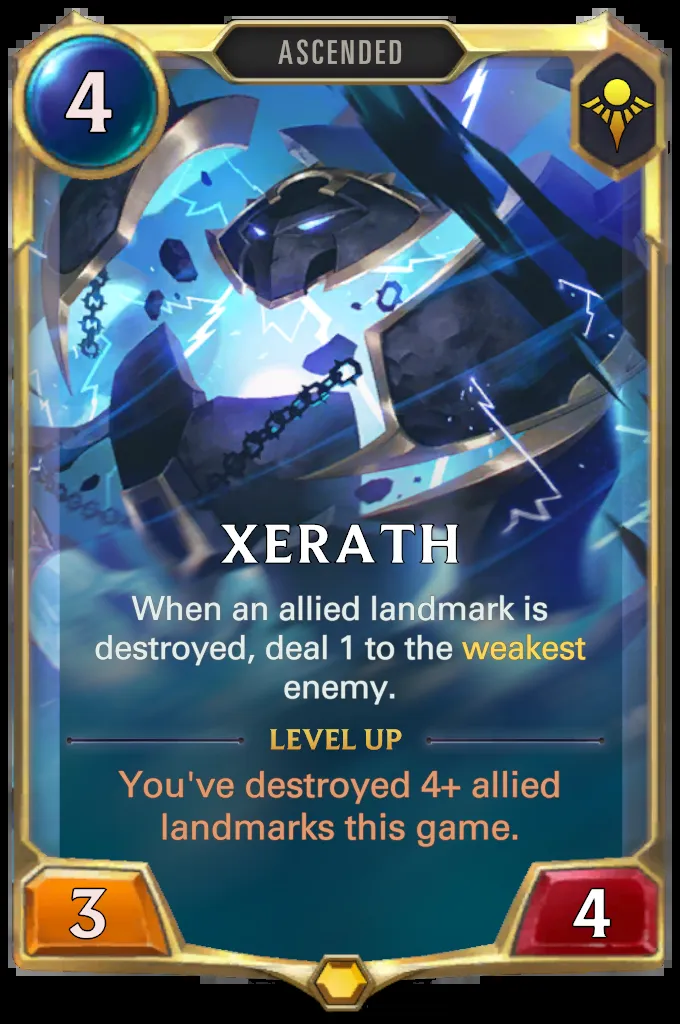 ASCENDED
4
XERATH
When an allied landmark is
destroyed, deal 1 to the weakest
enemy.
LEVEL UP
You've destroyed 4+ allied
landmarks this game.
3
4